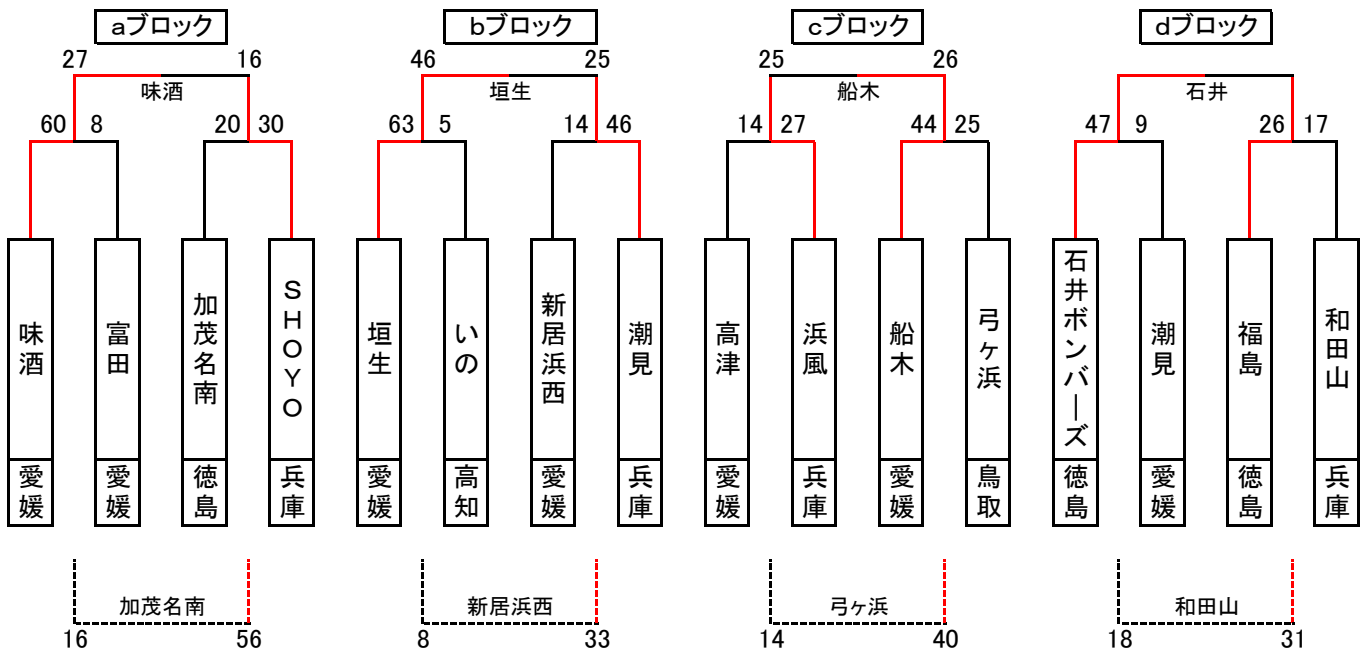 aブロック
bブロック
cブロック
dブロック
27 16
46 25
25 26
味酒
垣生
船木
石井
60 8 20 30
63 5 14 46
14 27 44 25
47 9 26 17
味酒
富田
加茂名南
SHOYO
垣生
いの
新居浜西
潮見
高津
浜風
船木
弓ヶ浜
石井ボンバーズ
潮見
福島
和田山
愛媛
愛媛
徳島
兵庫
愛媛
高知
愛媛
兵庫
愛媛
兵庫
愛媛
鳥取
徳島
愛媛
徳島
兵庫
加茂名南
新居浜西
弓ヶ浜
和田山
16 56
8 33
14 40
18 31